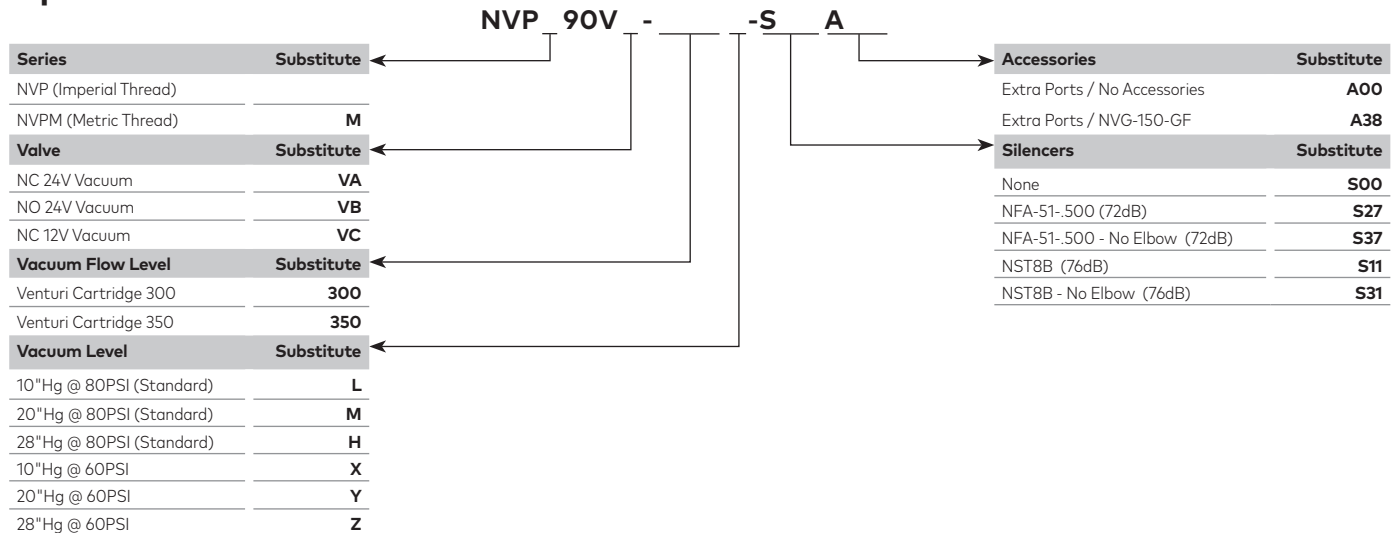 NVP_ 90V_ - ____ _ -S____ A____
Series Substitute
NVP (Imperial Thread)
NVPM (Metric Thread) M
Valve Substitute
NC 24V Vacuum VA
NO 24V Vacuum VB
NC 12V Vacuum VC
Vacuum Flow Level Substitute
Venturi Cartridge 300 300
Venturi Cartridge 350 350
Vacuum Level Substitute
10"Hg @ 80PSI (Standard) L
20"Hg @ 80PSI (Standard) M
28"Hg @ 80PSI (Standard) H
10"Hg @ 60PSI X
20"Hg @ 60PSI Y
28"Hg @ 60PSI Z
Accessories Substitute
Extra Ports / No Accessories A00
Extra Ports / NVG-150-GF A38
Silencers Substitute
None S00
NFA-51-.500 (72dB) S27
NFA-51-.500 - No Elbow (72dB) S37
NST8B (76dB) S11
NST8B - No Elbow (76dB) S31